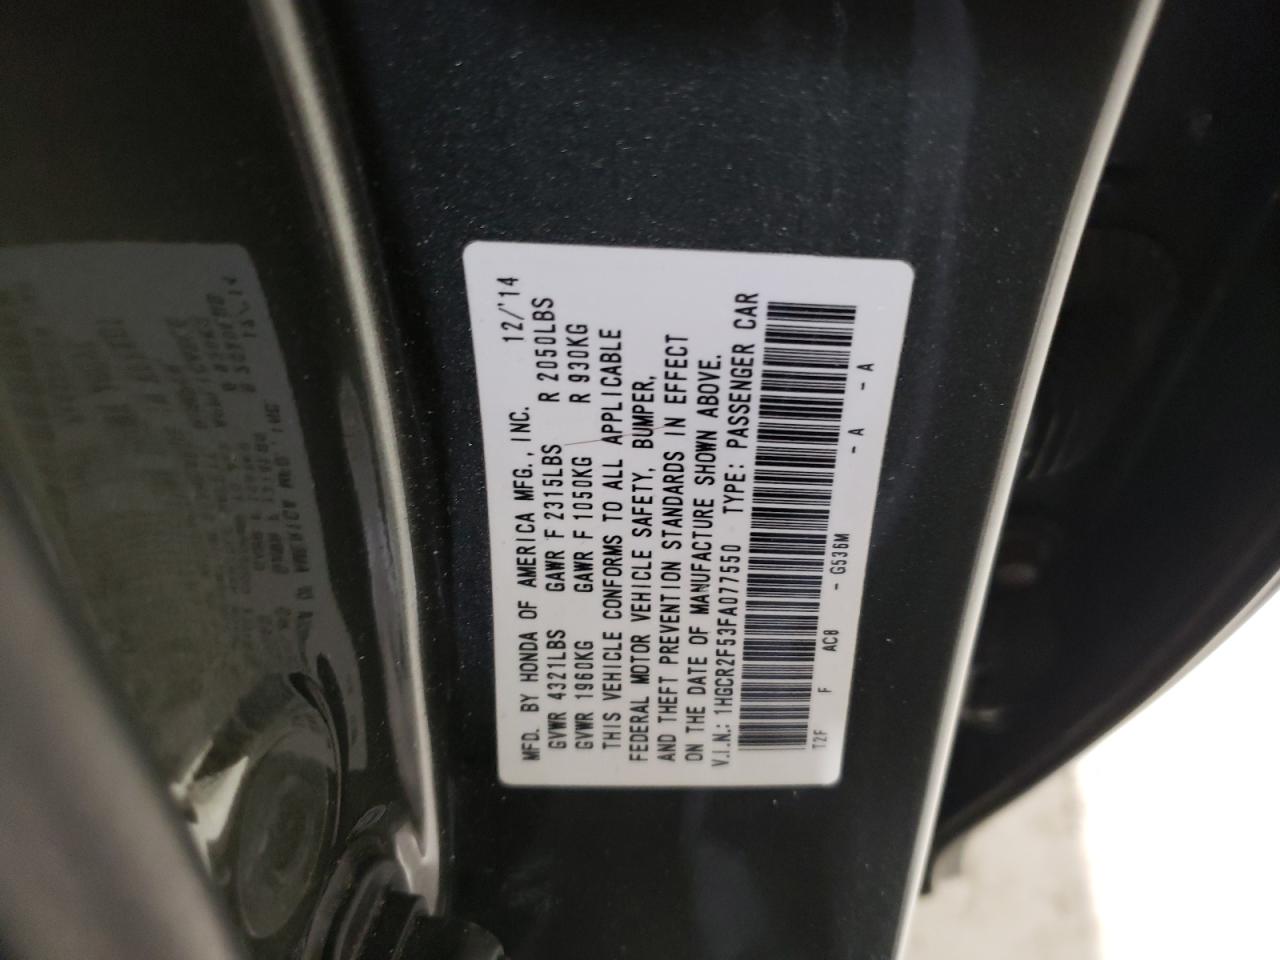 MFD. BY HONDA OF AMERICA MFG., INC. 12/'14
GVWR 4321LBS GAWR F 2315LBS R 2050LBS
GVWR 1960KG GAWR F 1050KG R 930KG
THIS VEHICLE CONFORMS TO ALL APPLICABLE
FEDERAL MOTOR VEHICLE SAFETY, BUMPER,
AND THEFT PREVENTION STANDARDS IN EFFECT
ON THE DATE OF MANUFACTURE SHOWN ABOVE.
V.I.N.: 1HGCR2F53FA077550 TYPE: PASSENGER CAR
T2F F AC8 - G536M - A - A